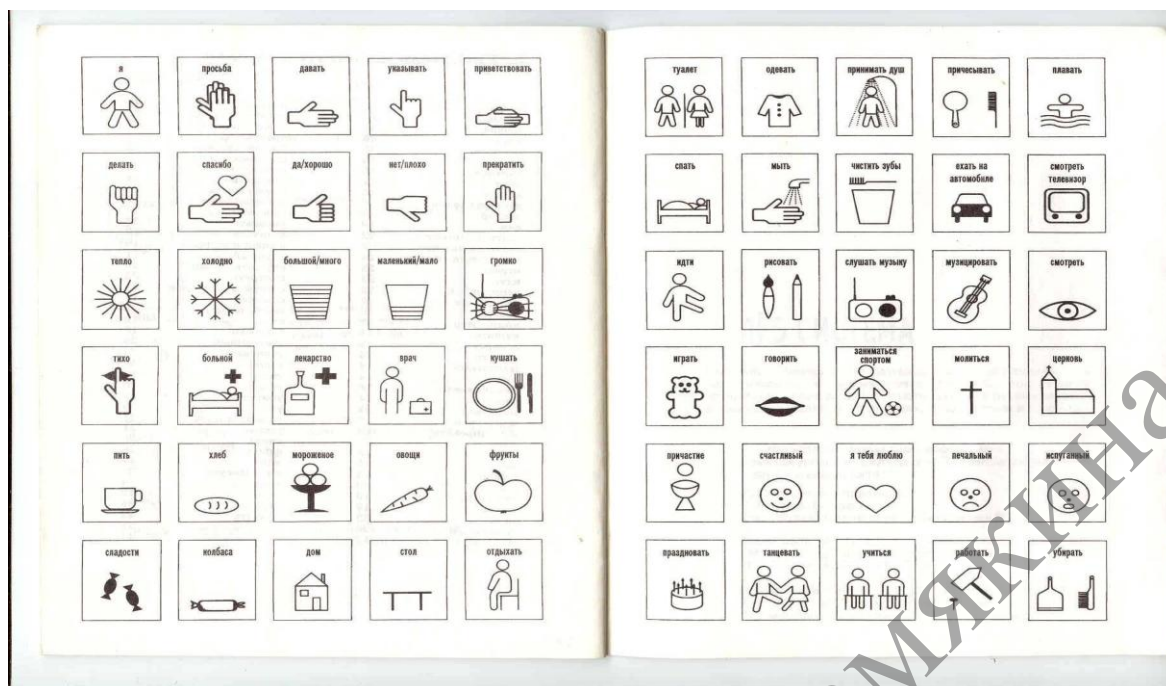 я
просьба
давать
указывать
приветствовать
делать
спасибо
да/хорошо
нет/плохо
прекратить
тепло
холодно
большой/много
маленький/мало
громко
тихо
больной
лекарство
врач
кушать
пить
хлеб
мороженое
овощи
фрукты
сладости
колбаса
дом
стол
отдыхать
туалет
одевать
принимать душ
причесывать
плавать
спать
мыть
чистить зубы
ехать на
автомобиле
смотреть
телевизор
идти
рисовать
слушать музыку
музицировать
смотреть
играть
говорить
заниматься
спортом
молиться
церковь
причастие
счастливый
я тебя люблю
печальный
испуганный
праздновать
танцевать
учиться
работать
убирать
МЯКИНА